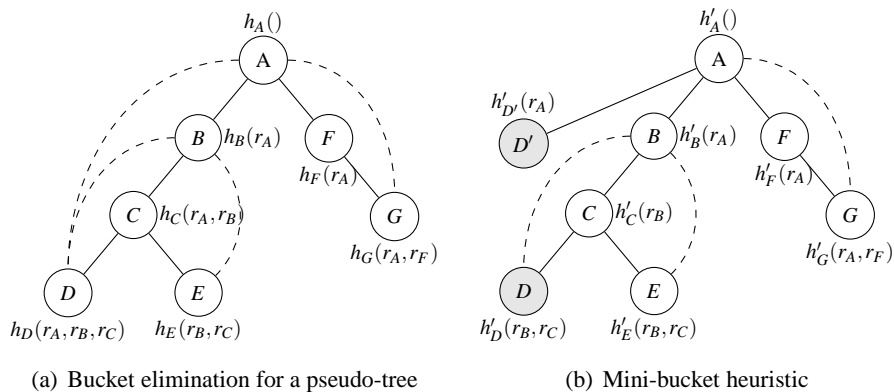 h_A()
A
B
h_B(r_A)
F
h_F(r_A)
C
h_C(r_A, r_B)
G
h_G(r_A, r_F)
D
h_D(r_A, r_B, r_C)
E
h_E(r_B, r_C)
(a) Bucket elimination for a pseudo-tree
h′_A()
A
h′_{D′}(r_A)
D′
B
h′_B(r_A)
F
h′_F(r_A)
C
h′_C(r_B)
G
h′_G(r_A, r_F)
D
h′_D(r_B, r_C)
E
h′_E(r_B, r_C)
(b) Mini-bucket heuristic